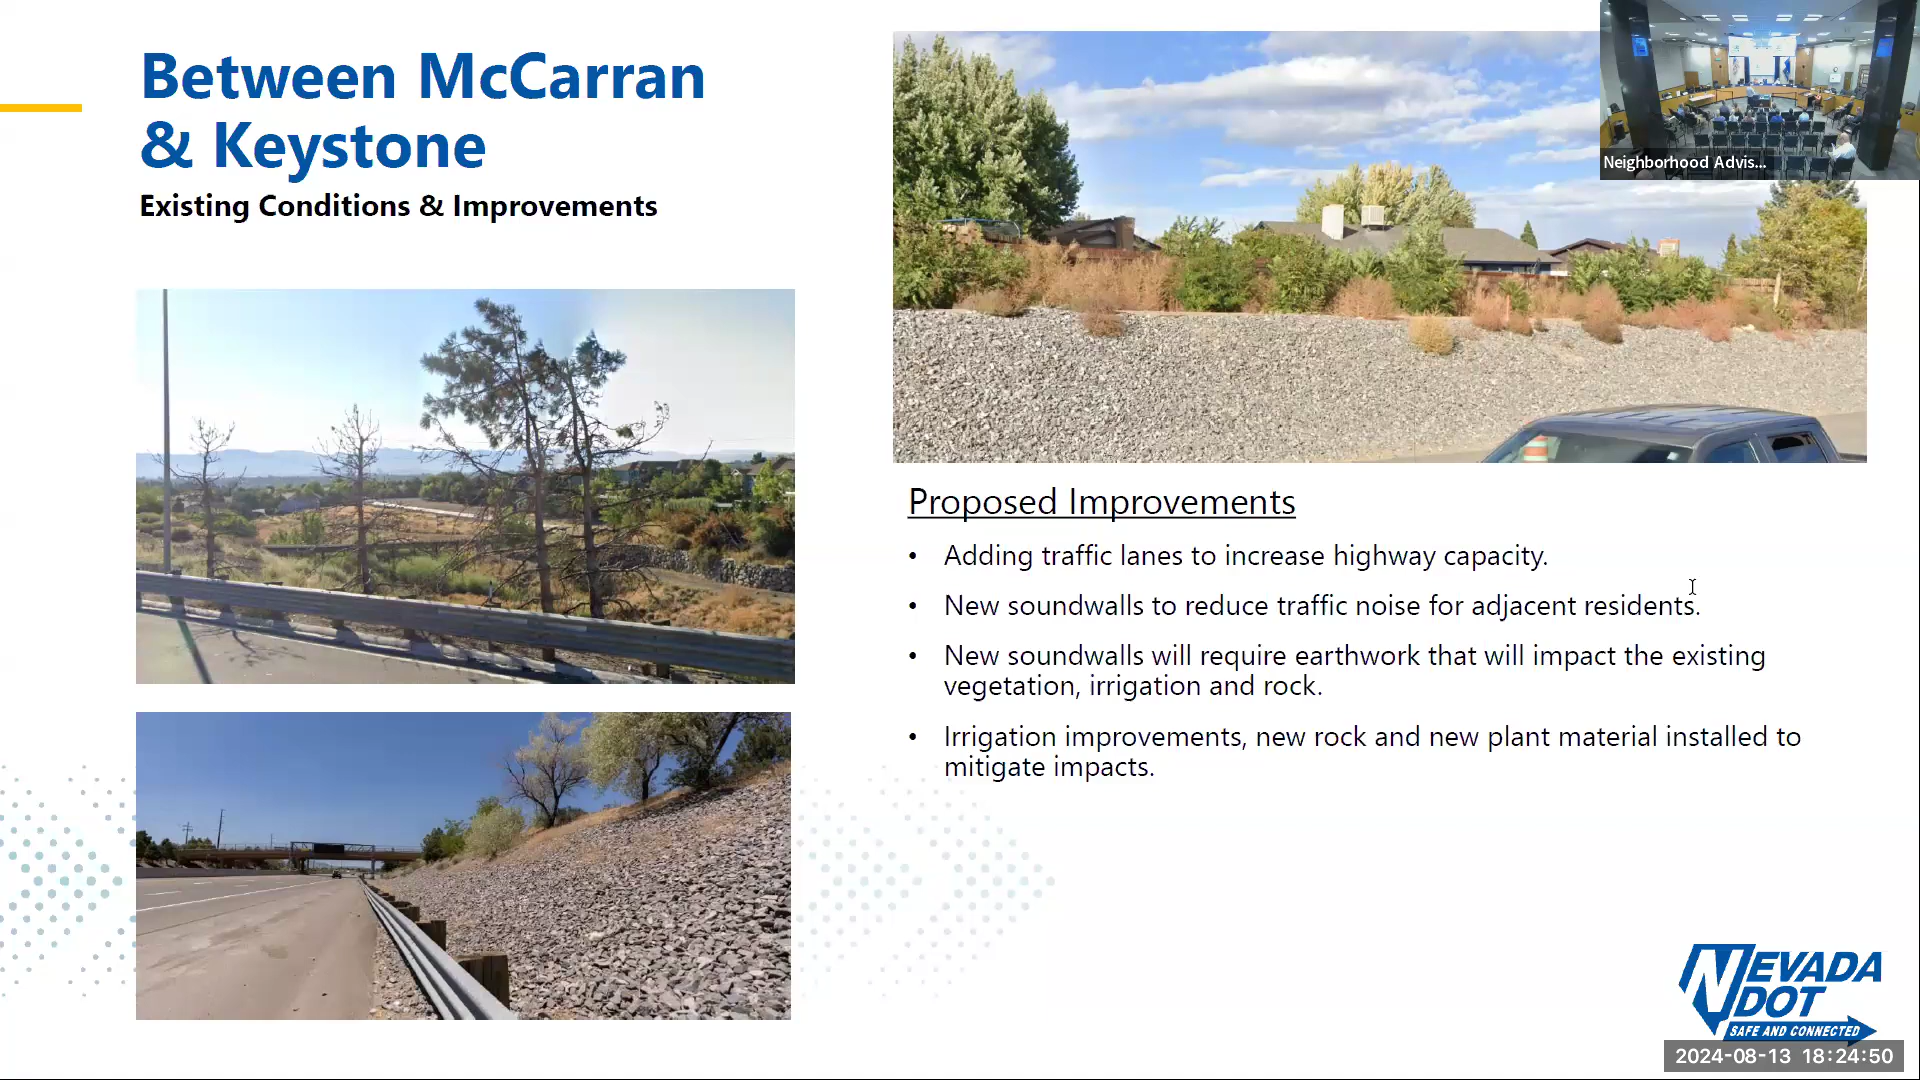 Between McCarran
& Keystone
Existing Conditions & Improvements
Neighborhood Advis...
Proposed Improvements
• Adding traffic lanes to increase highway capacity.
• New soundwalls to reduce traffic noise for adjacent residents.
• New soundwalls will require earthwork that will impact the existing
vegetation, irrigation and rock.
• Irrigation improvements, new rock and new plant material installed to
mitigate impacts.
NEVADA
DOT
SAFE AND CONNECTED
2024-08-13 18:24:50